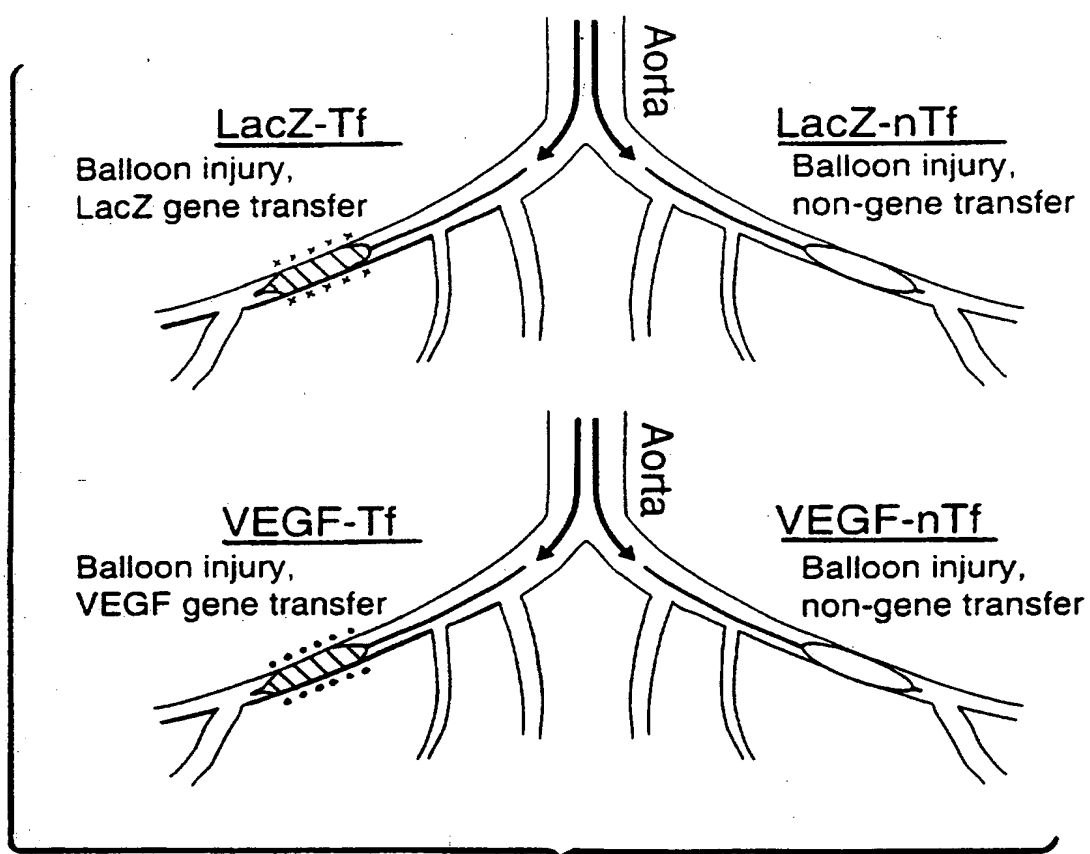 Aorta
LacZ-Tf
Balloon injury,
LacZ gene transfer
LacZ-nTf
Balloon injury,
non-gene transfer
Aorta
VEGF-Tf
Balloon injury,
VEGF gene transfer
VEGF-nTf
Balloon injury,
non-gene transfer